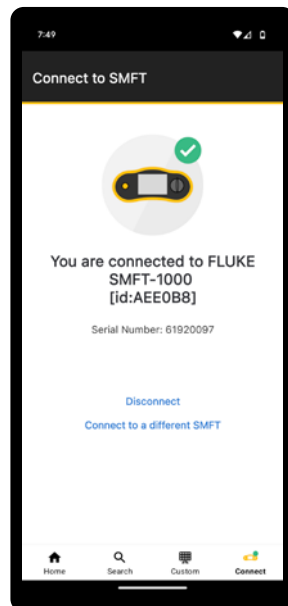 7:49
Connect to SMFT
You are connected to FLUKE
SMFT-1000
[id:AEE0B8]
Serial Number: 61920097
Disconnect
Connect to a different SMFT
Home Search Custom Connect